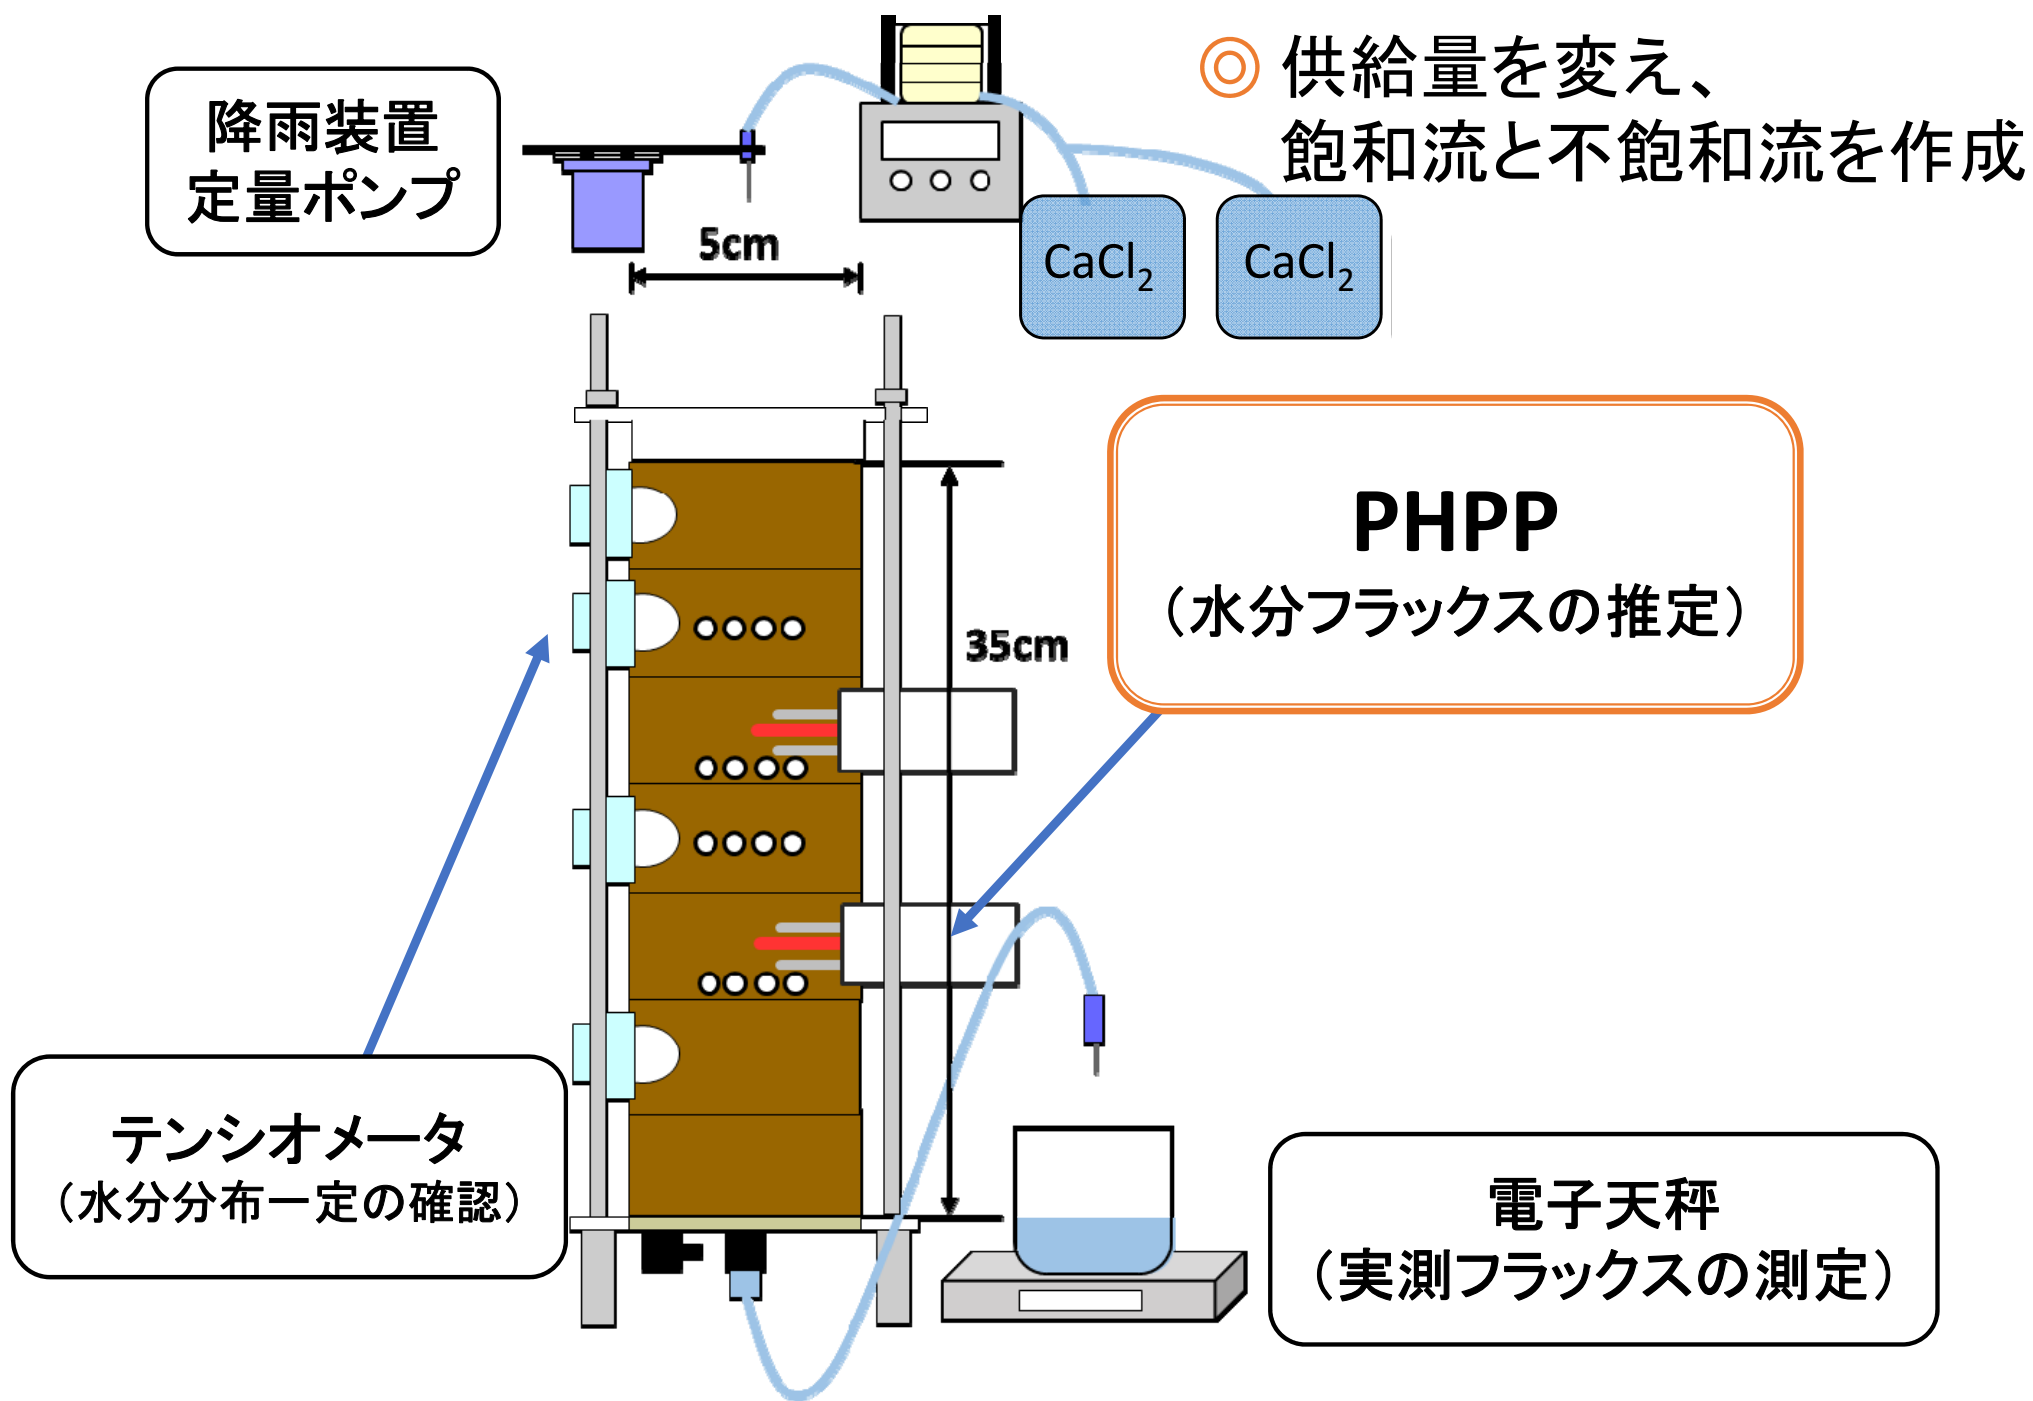 降雨装置
定量ポンプ
◎ 供給量を変え、
飽和流と不飽和流を作成
5cm
CaCl₂
CaCl₂
PHPP
（水分フラックスの推定）
35cm
テンシオメータ
（水分分布一定の確認）
電子天秤
（実測フラックスの測定）